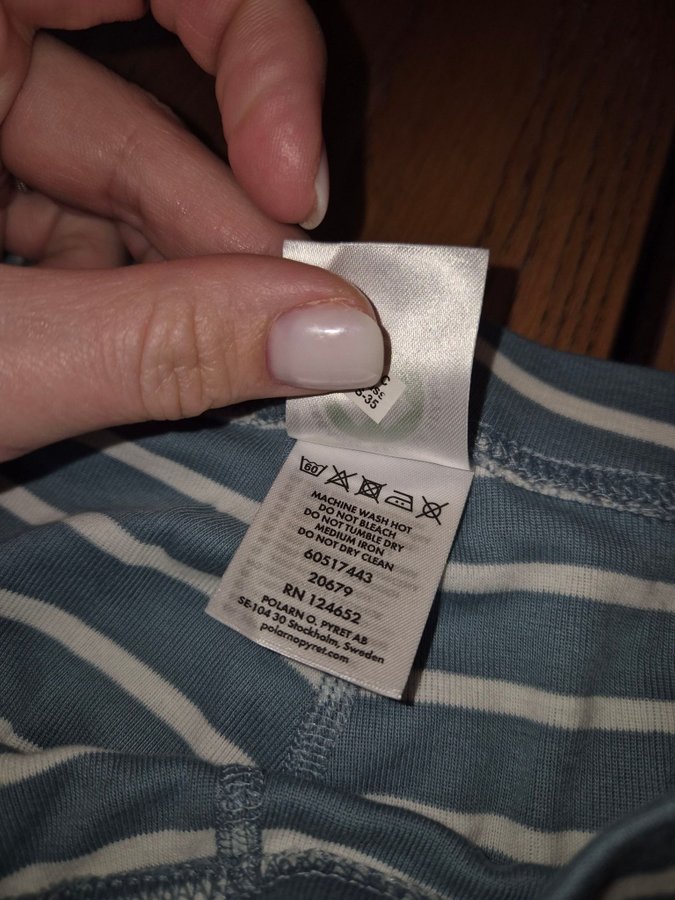 60
MACHINE WASH HOT
DO NOT BLEACH
DO NOT TUMBLE DRY
MEDIUM IRON
DO NOT DRY CLEAN
60517443
20679
RN 124652
POLARN O. PYRET AB
SE-104 30 Stockholm, Sweden
polarnopyret.com